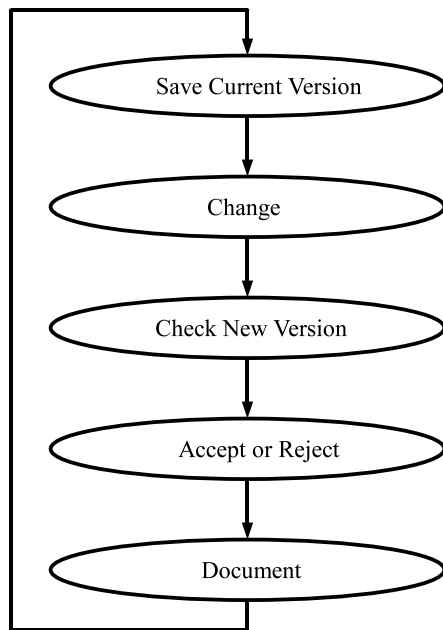 Save Current Version
Change
Check New Version
Accept or Reject
Document